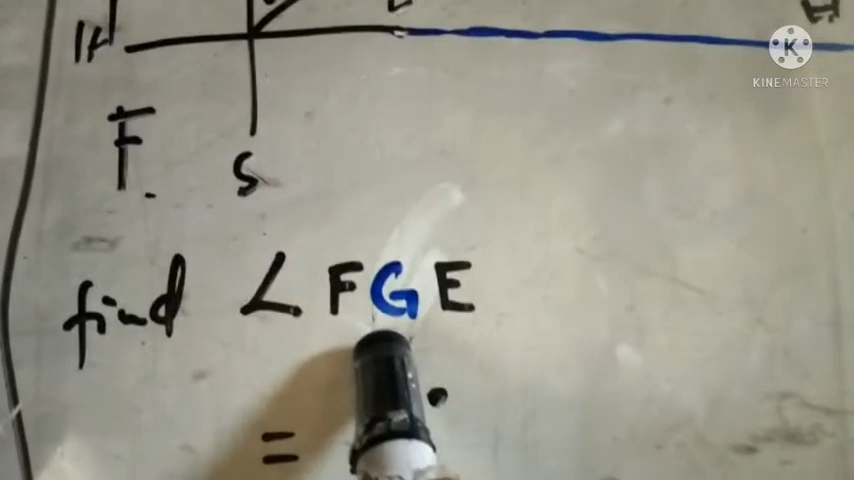 K
KINEMASTER
F.
S
find ∠ FGE
=